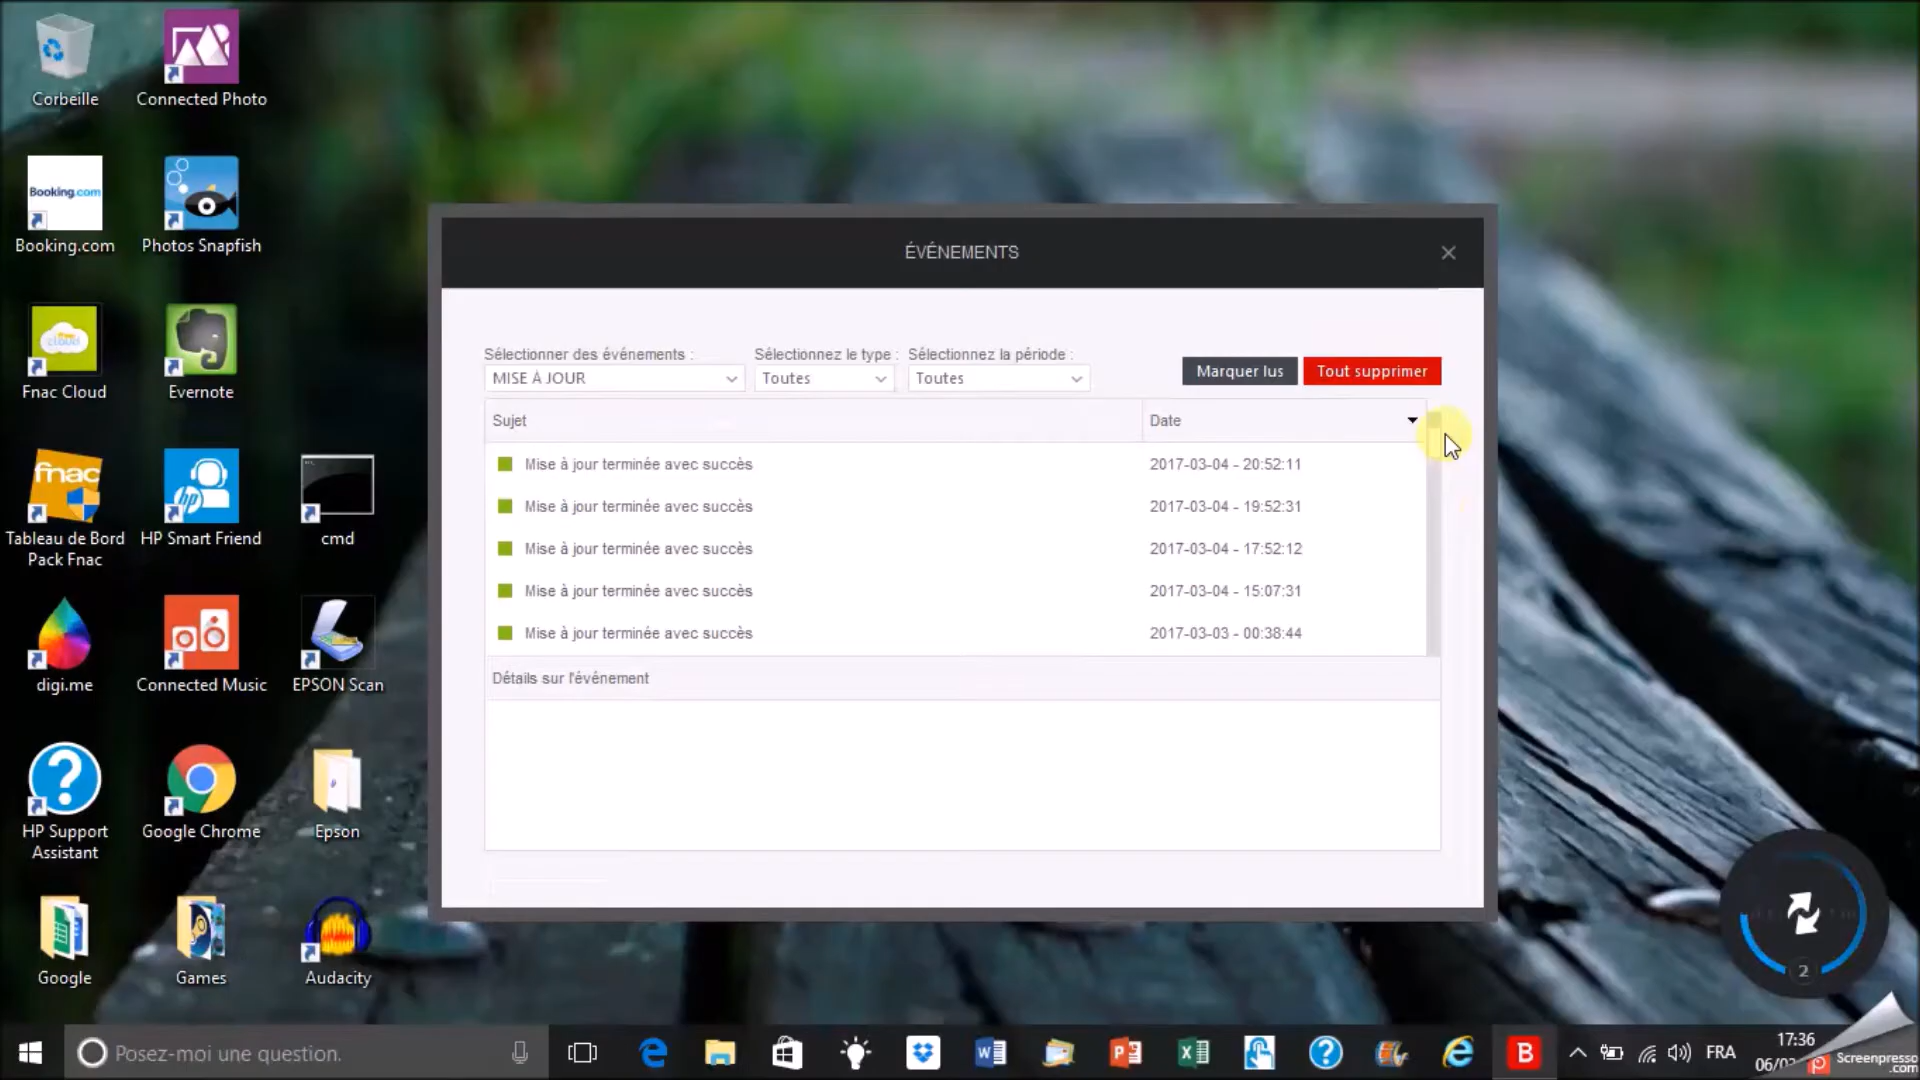 Corbeille
Connected Photo
Booking.com
Booking.com
Photos Snapfish
cloud
Fnac Cloud
Evernote
fnac
hp
Tableau de Bord
Pack Fnac
HP Smart Friend
cmd
digi.me
Connected Music
EPSON Scan
HP Support
Assistant
Google Chrome
Epson
Google
Games
Audacity
ÉVÉNEMENTS
Sélectionner des événements :
Sélectionnez le type :
Sélectionnez la période :
MISE À JOUR
Toutes
Toutes
Marquer lus
Tout supprimer
Sujet
Date
Mise à jour terminée avec succès
2017-03-04 - 20:52:11
Mise à jour terminée avec succès
2017-03-04 - 19:52:31
Mise à jour terminée avec succès
2017-03-04 - 17:52:12
Mise à jour terminée avec succès
2017-03-04 - 15:07:31
Mise à jour terminée avec succès
2017-03-03 - 00:38:44
Détails sur l'événement
2
Posez-moi une question.
B
FRA
17:36
Screenpresso
.com